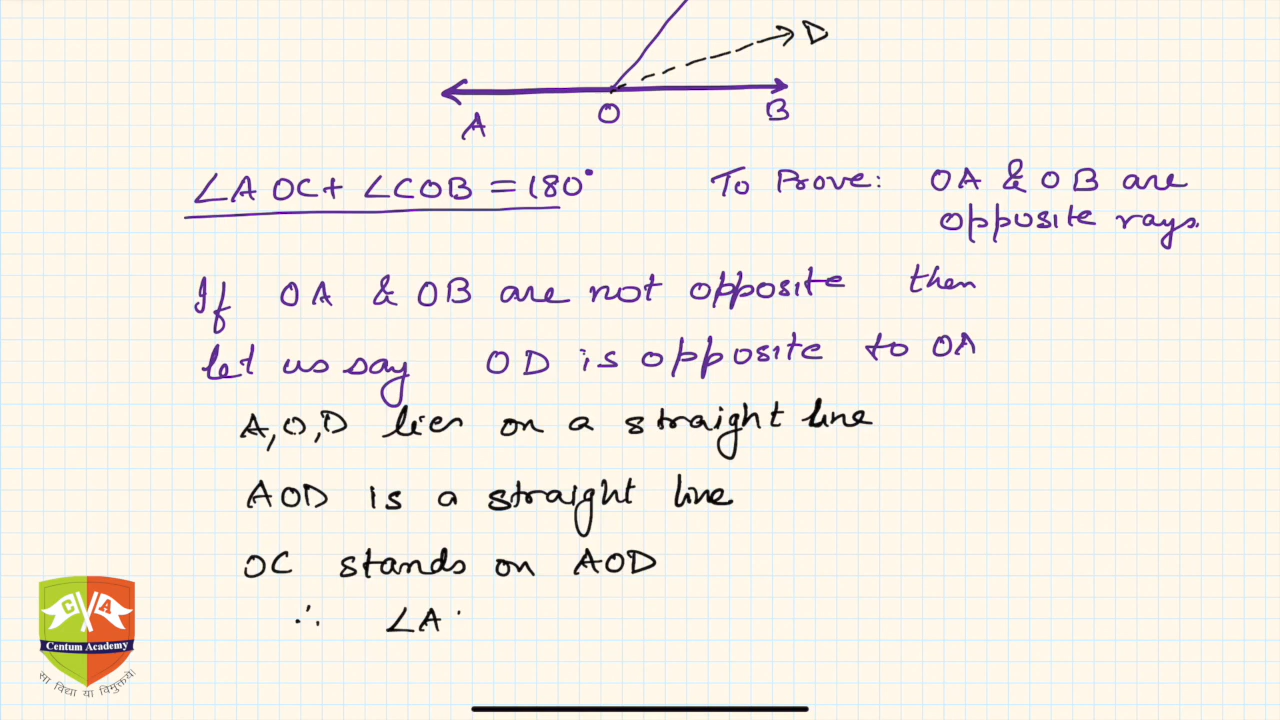 D
A O B
∠AOC + ∠COB = 180° To Prove: OA & OB are
opposite rays.
If OA & OB are not opposite then
let us say OD is opposite to OA
A, O, D lies on a straight line
AOD is a straight line
OC stands on AOD
∴ ∠A
C A
Centum Academy
सा विद्या या विमुक्तये।